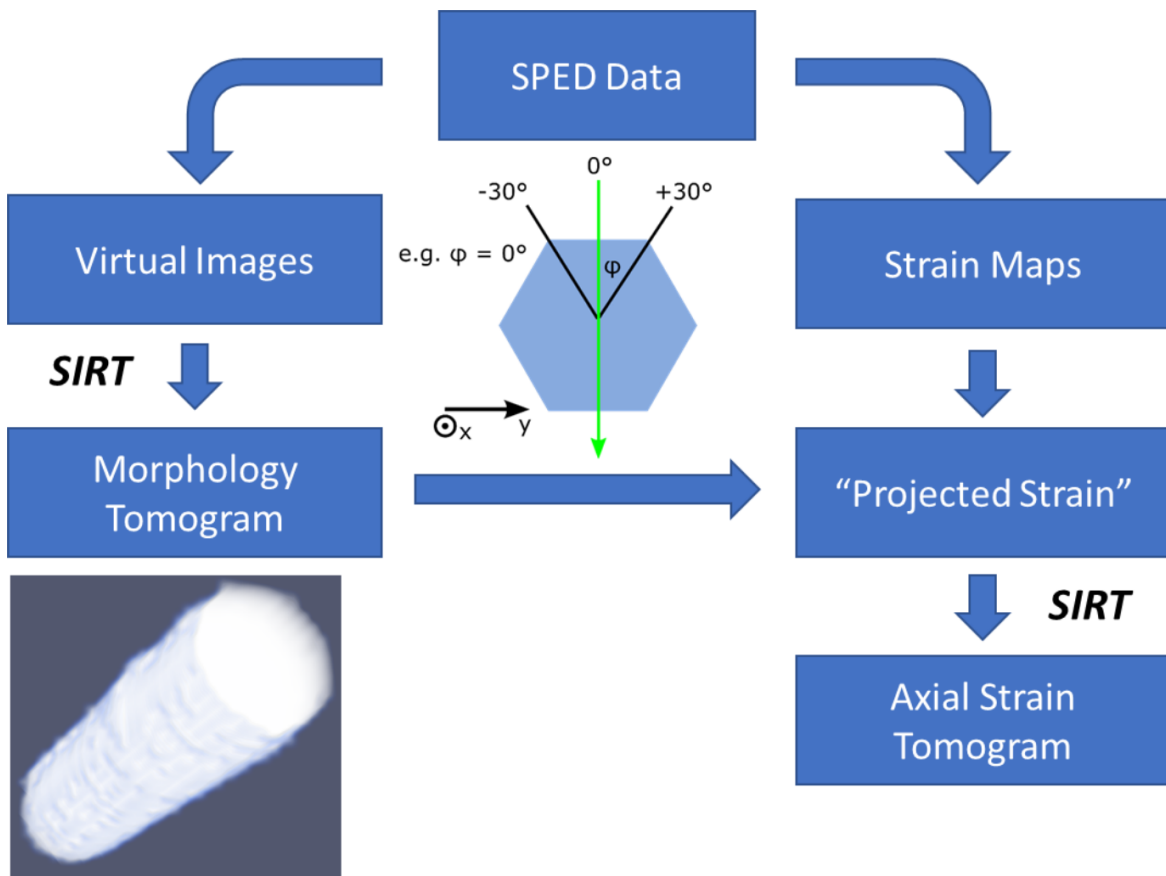 SPED Data
0°
-30°
+30°
Virtual Images
e.g. φ = 0°
φ
Strain Maps
SIRT
x
y
Morphology
Tomogram
“Projected Strain”
SIRT
Axial Strain
Tomogram